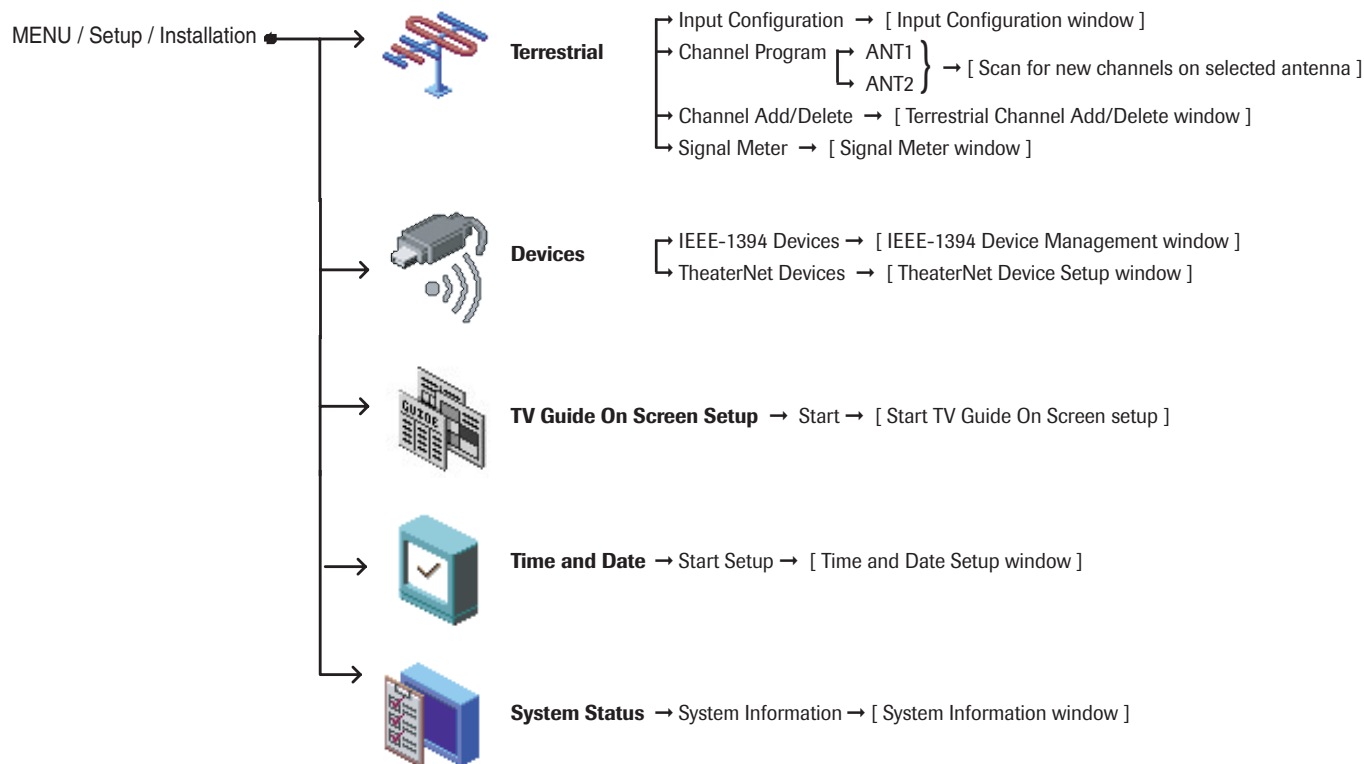 MENU / Setup / Installation
Terrestrial
Input Configuration → [ Input Configuration window ]
Channel Program → ANT1
→ ANT2 } → [ Scan for new channels on selected antenna ]
Channel Add/Delete → [ Terrestrial Channel Add/Delete window ]
Signal Meter → [ Signal Meter window ]
Devices
IEEE-1394 Devices → [ IEEE-1394 Device Management window ]
TheaterNet Devices → [ TheaterNet Device Setup window ]
GUIDE
TV Guide On Screen Setup → Start → [ Start TV Guide On Screen setup ]
Time and Date → Start Setup → [ Time and Date Setup window ]
System Status → System Information → [ System Information window ]